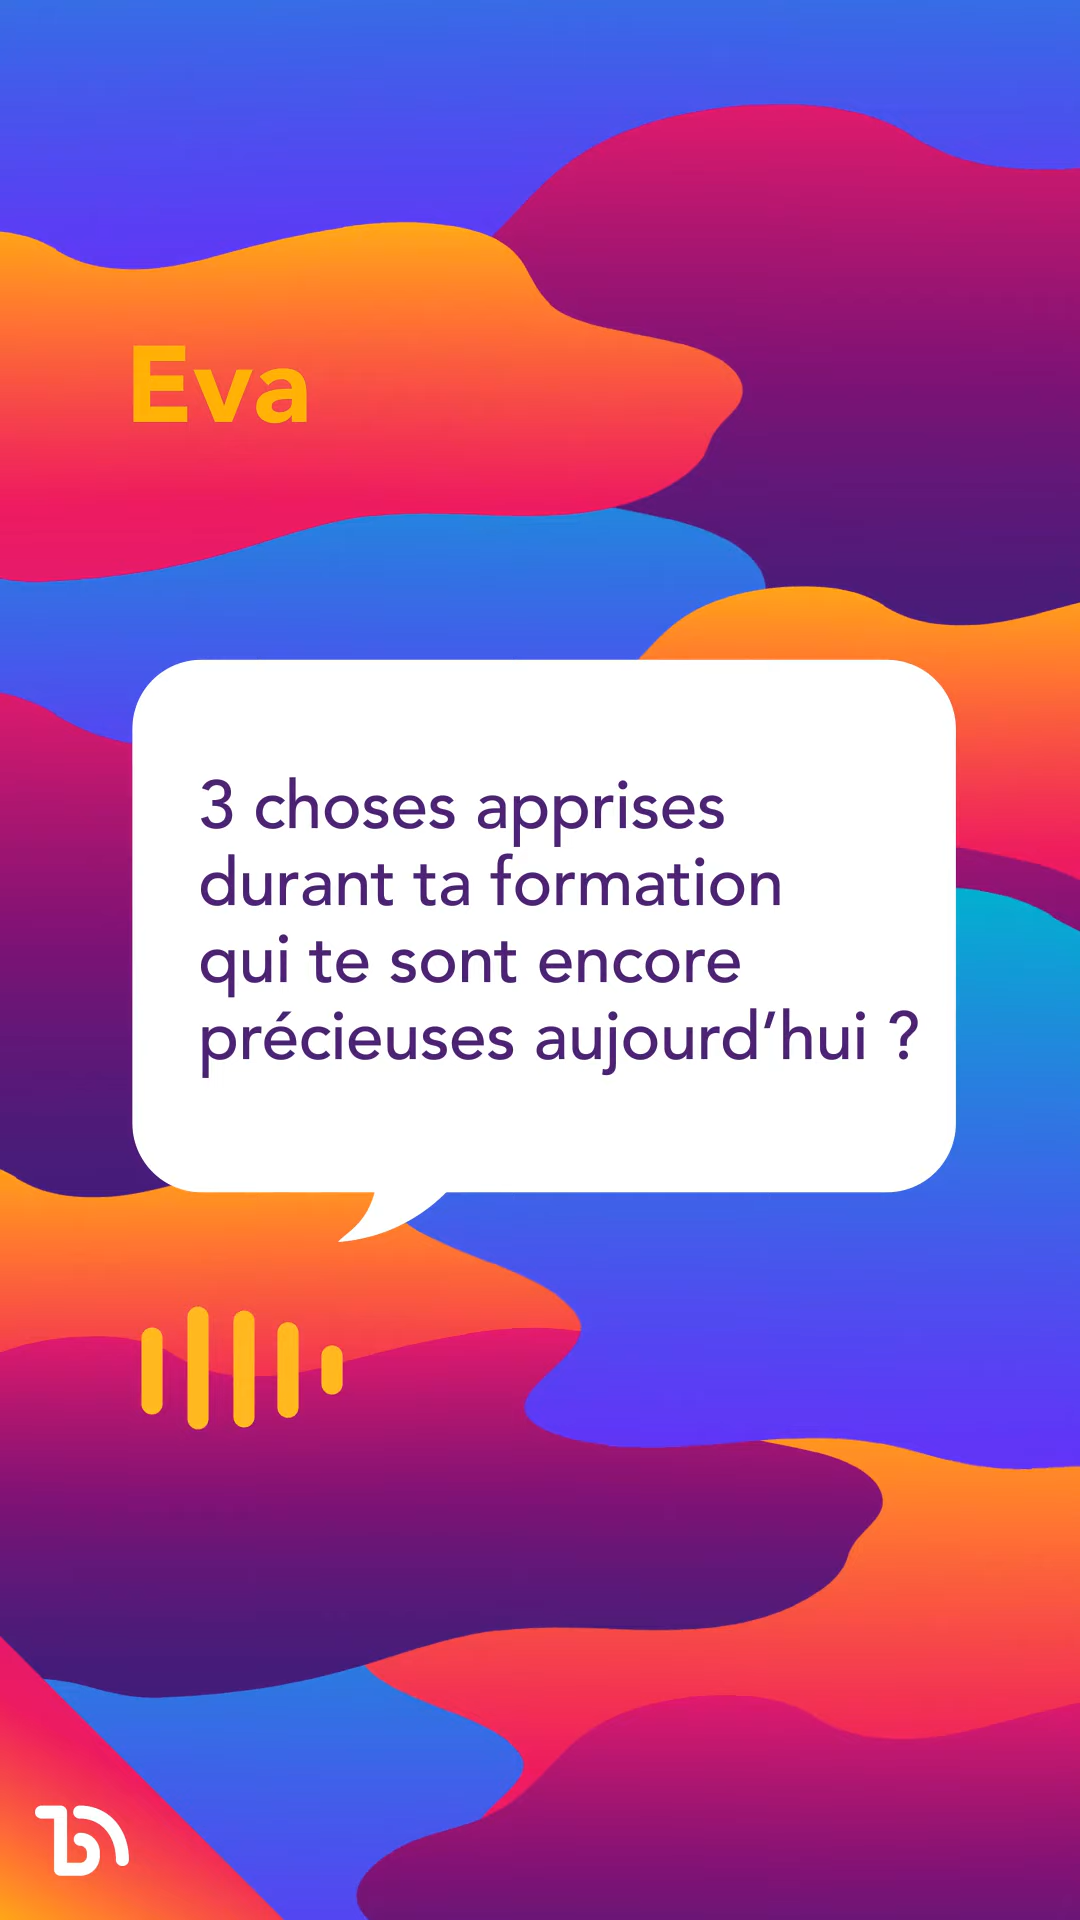 Eva
3 choses apprises
durant ta formation
qui te sont encore
précieuses aujourd’hui ?